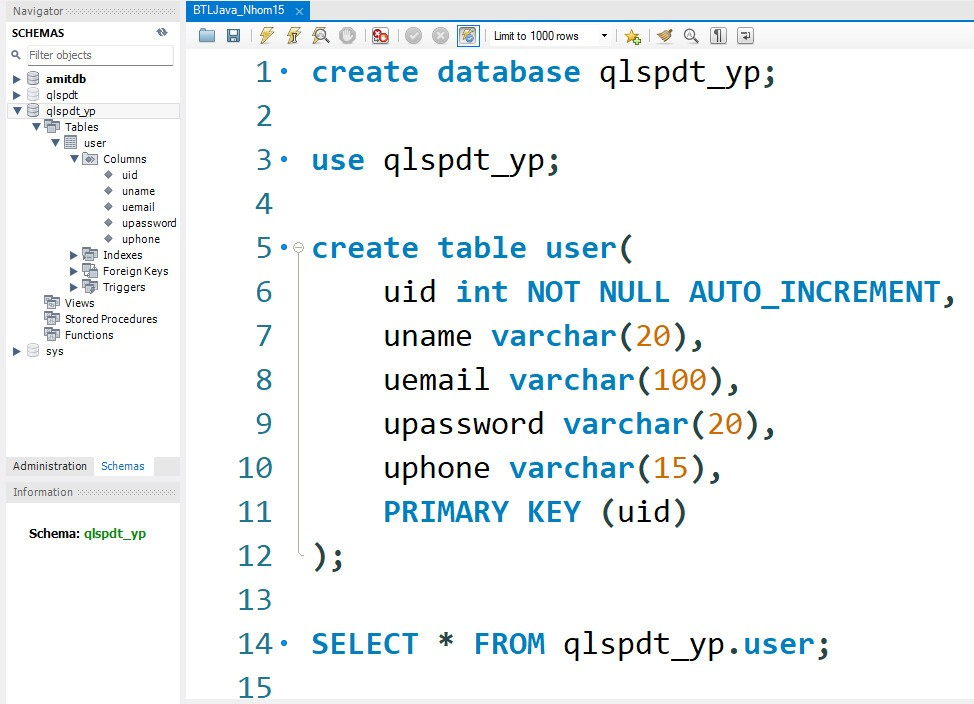 Navigator
SCHEMAS
Filter objects
amitdb
qlspdt
qlspdt_yp
Tables
user
Columns
uid
uname
uemail
upassword
uphone
Indexes
Foreign Keys
Triggers
Views
Stored Procedures
Functions
sys
Administration Schemas
Information
Schema: qlspdt_yp
BTLJava_Nhom15
Limit to 1000 rows
1 create database qlspdt_yp;
2
3 use qlspdt_yp;
4
5 create table user(
6 uid int NOT NULL AUTO_INCREMENT,
7 uname varchar(20),
8 uemail varchar(100),
9 upassword varchar(20),
10 uphone varchar(15),
11 PRIMARY KEY (uid)
12 );
13
14 SELECT * FROM qlspdt_yp.user;
15